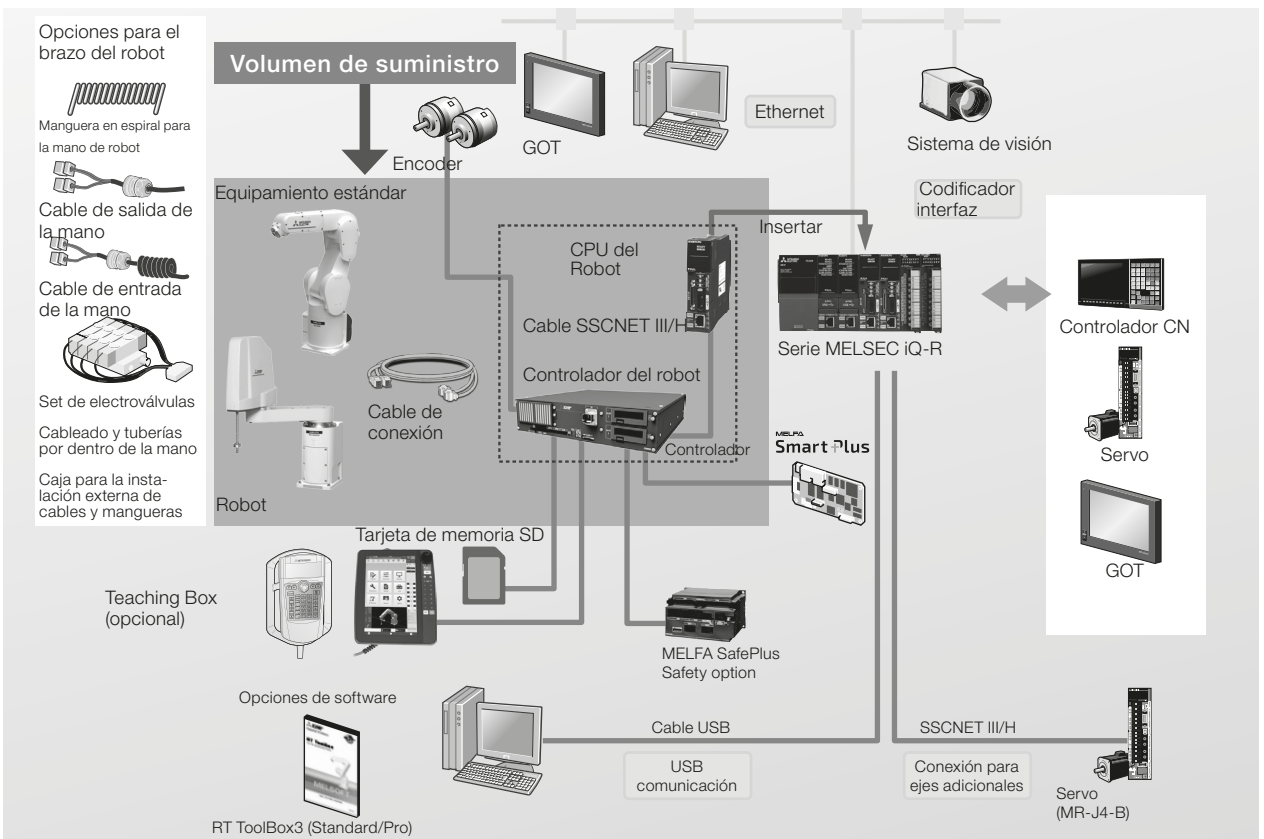 Opciones para el
brazo del robot
Manguera en espiral para
la mano de robot
Cable de salida de
la mano
Cable de entrada
de la mano
Set de electroválvulas
Cableado y tuberías
por dentro de la mano
Caja para la insta-
lación externa de
cables y mangueras
Volumen de suministro
Encoder
GOT
Ethernet
Sistema de visión
Codificador
interfaz
Equipamiento estándar
CPU del
Robot
Insertar
Cable SSCNET III/H
Serie MELSEC iQ-R
Controlador CN
Servo
GOT
Controlador del robot
Cable de
conexión
Controlador
MELFA
Smart Plus
Robot
Tarjeta de memoria SD
Teaching Box
(opcional)
MELFA SafePlus
Safety option
Opciones de software
RT ToolBox
MELSOFT
RT ToolBox3 (Standard/Pro)
Cable USB
USB
comunicación
SSCNET III/H
Conexión para
ejes adicionales
Servo
(MR-J4-B)